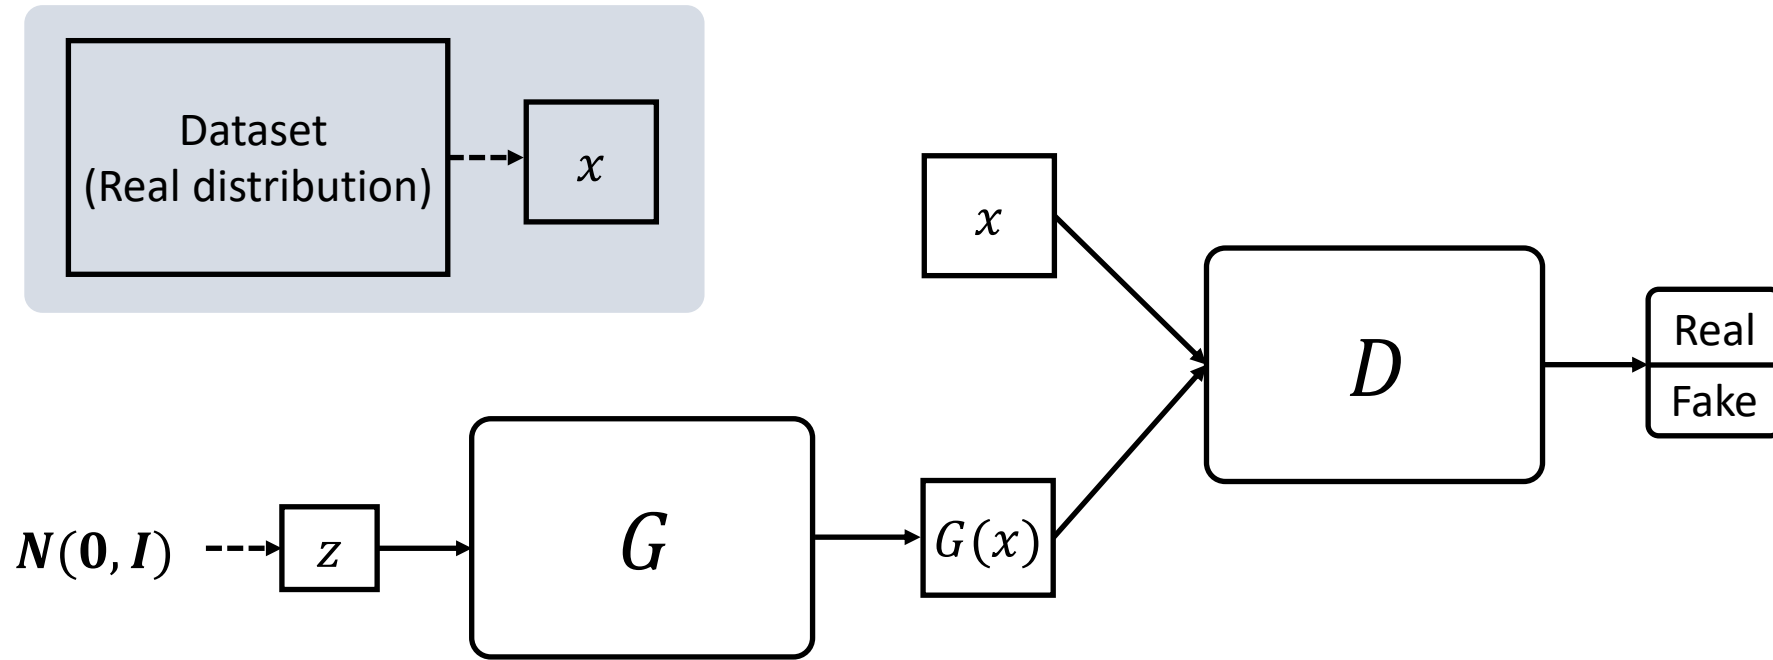 Dataset
(Real distribution)
x
x
D
Real
Fake
N(0, I)
z
G
G(x)